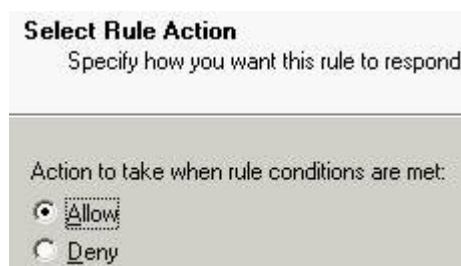 Select Rule Action
Specify how you want this rule to respond
Action to take when rule conditions are met:
Allow
Deny